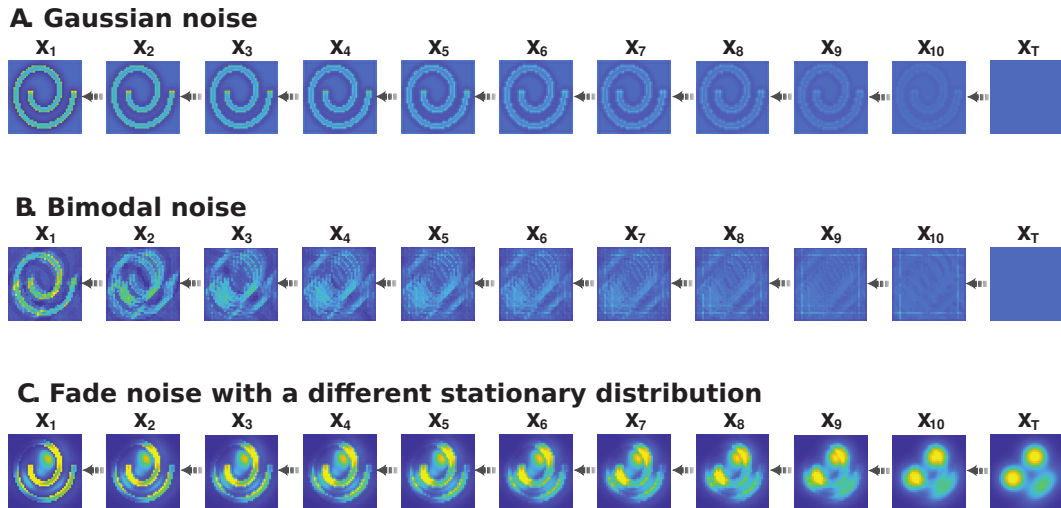 A. Gaussian noise
X1 X2 X3 X4 X5 X6 X7 X8 X9 X10 XT
B. Bimodal noise
X1 X2 X3 X4 X5 X6 X7 X8 X9 X10 XT
C. Fade noise with a different stationary distribution
X1 X2 X3 X4 X5 X6 X7 X8 X9 X10 XT